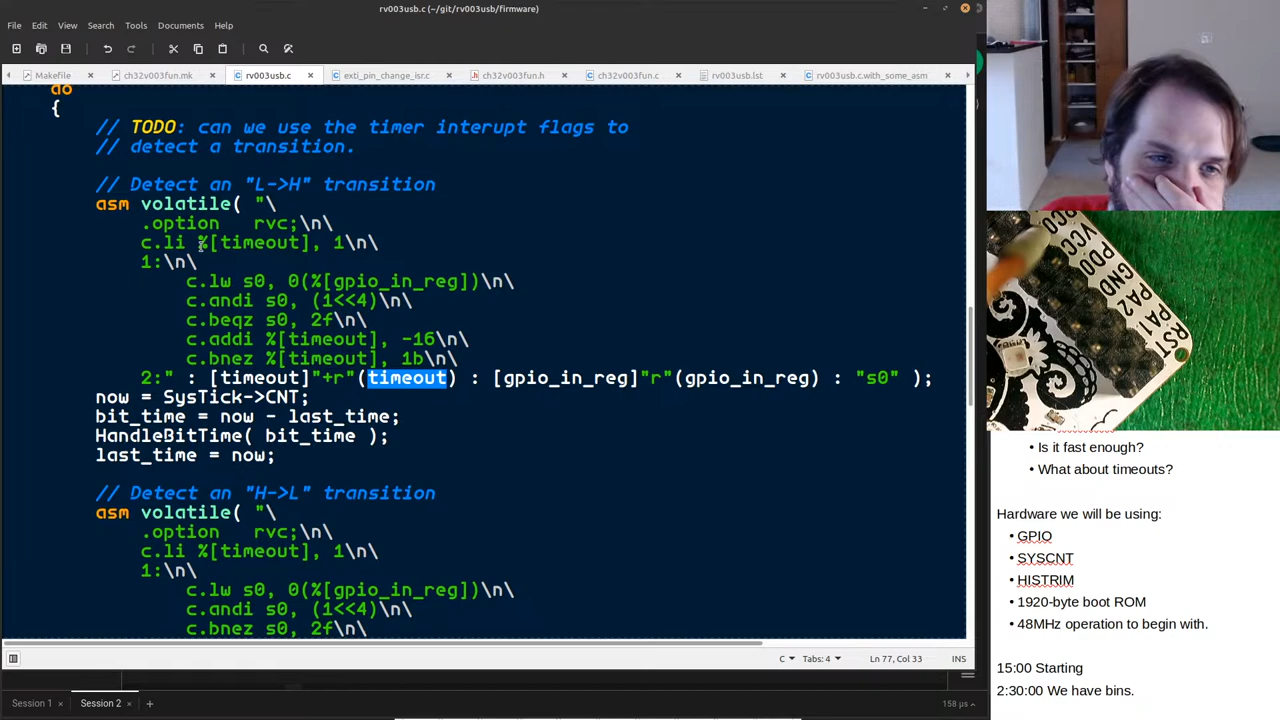 rv003usb.c (~/git/rv003usb/firmware)
File Edit View Search Tools Documents Help
Makefile ch32v003fun.mk rv003usb.c exti_pin_change_isr.c ch32v003fun.h ch32v003fun.c rv003usb.lst rv003usb.c.with_some_asm
do
{
// TODO: can we use the timer interupt flags to
// detect a transition.
// Detect an "L->H" transition
asm volatile( "\
.option rvc;\n\
c.li %[timeout], 1\n\
1:\n\
c.lw s0, 0(%[gpio_in_reg])\n\
c.andi s0, (1<<4)\n\
c.beqz s0, 2f\n\
c.addi %[timeout], -16\n\
c.bnez %[timeout], 1b\n\
2:" : [timeout]"+r"(timeout) : [gpio_in_reg]"r"(gpio_in_reg) : "s0" );
now = SysTick->CNT;
bit_time = now - last_time;
HandleBitTime( bit_time );
last_time = now;
// Detect an "H->L" transition
asm volatile( "\
.option rvc;\n\
c.li %[timeout], 1\n\
1:\n\
c.lw s0, 0(%[gpio_in_reg])\n\
c.andi s0, (1<<4)\n\
c.bnez s0, 2f\n\
C Tabs: 4 Ln 77, Col 33 INS
Session 1 Session 2 158 µs
PC0
VCC
PD0
GND
PA2
PA1
RST
• Is it fast enough?
• What about timeouts?
Hardware we will be using:
• GPIO
• SYSCNT
• HISTRIM
• 1920-byte boot ROM
• 48MHz operation to begin with.
15:00 Starting
2:30:00 We have bins.